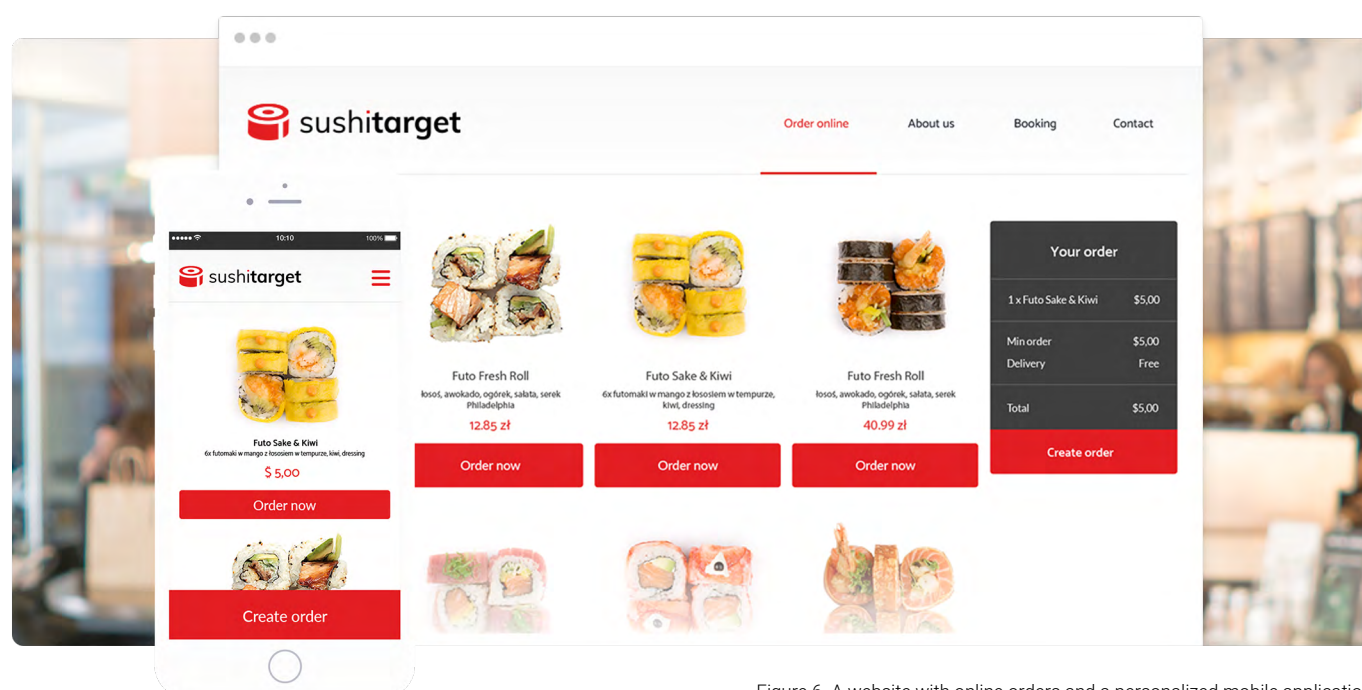 sushitarget
Order online
About us
Booking
Contact
10:10
100%
sushitarget
Futo Sake & Kiwi
6x futomaki w mango z łososiem w tempurze, kiwi, dressing
$ 5,00
Order now
Create order
Futo Fresh Roll
łosoś, awokado, ogórek, sałata, serek
Philadelphia
12.85 zł
Order now
Futo Sake & Kiwi
6x futomaki w mango z łososiem w tempurze,
kiwi, dressing
12.85 zł
Order now
Futo Fresh Roll
łosoś, awokado, ogórek, sałata, serek
Philadelphia
40.99 zł
Order now
Your order
1 x Futo Sake & Kiwi $5,00
Min order $5,00
Delivery Free
Total $5,00
Create order
Figure 6. A website with online orders and a personalized mobile